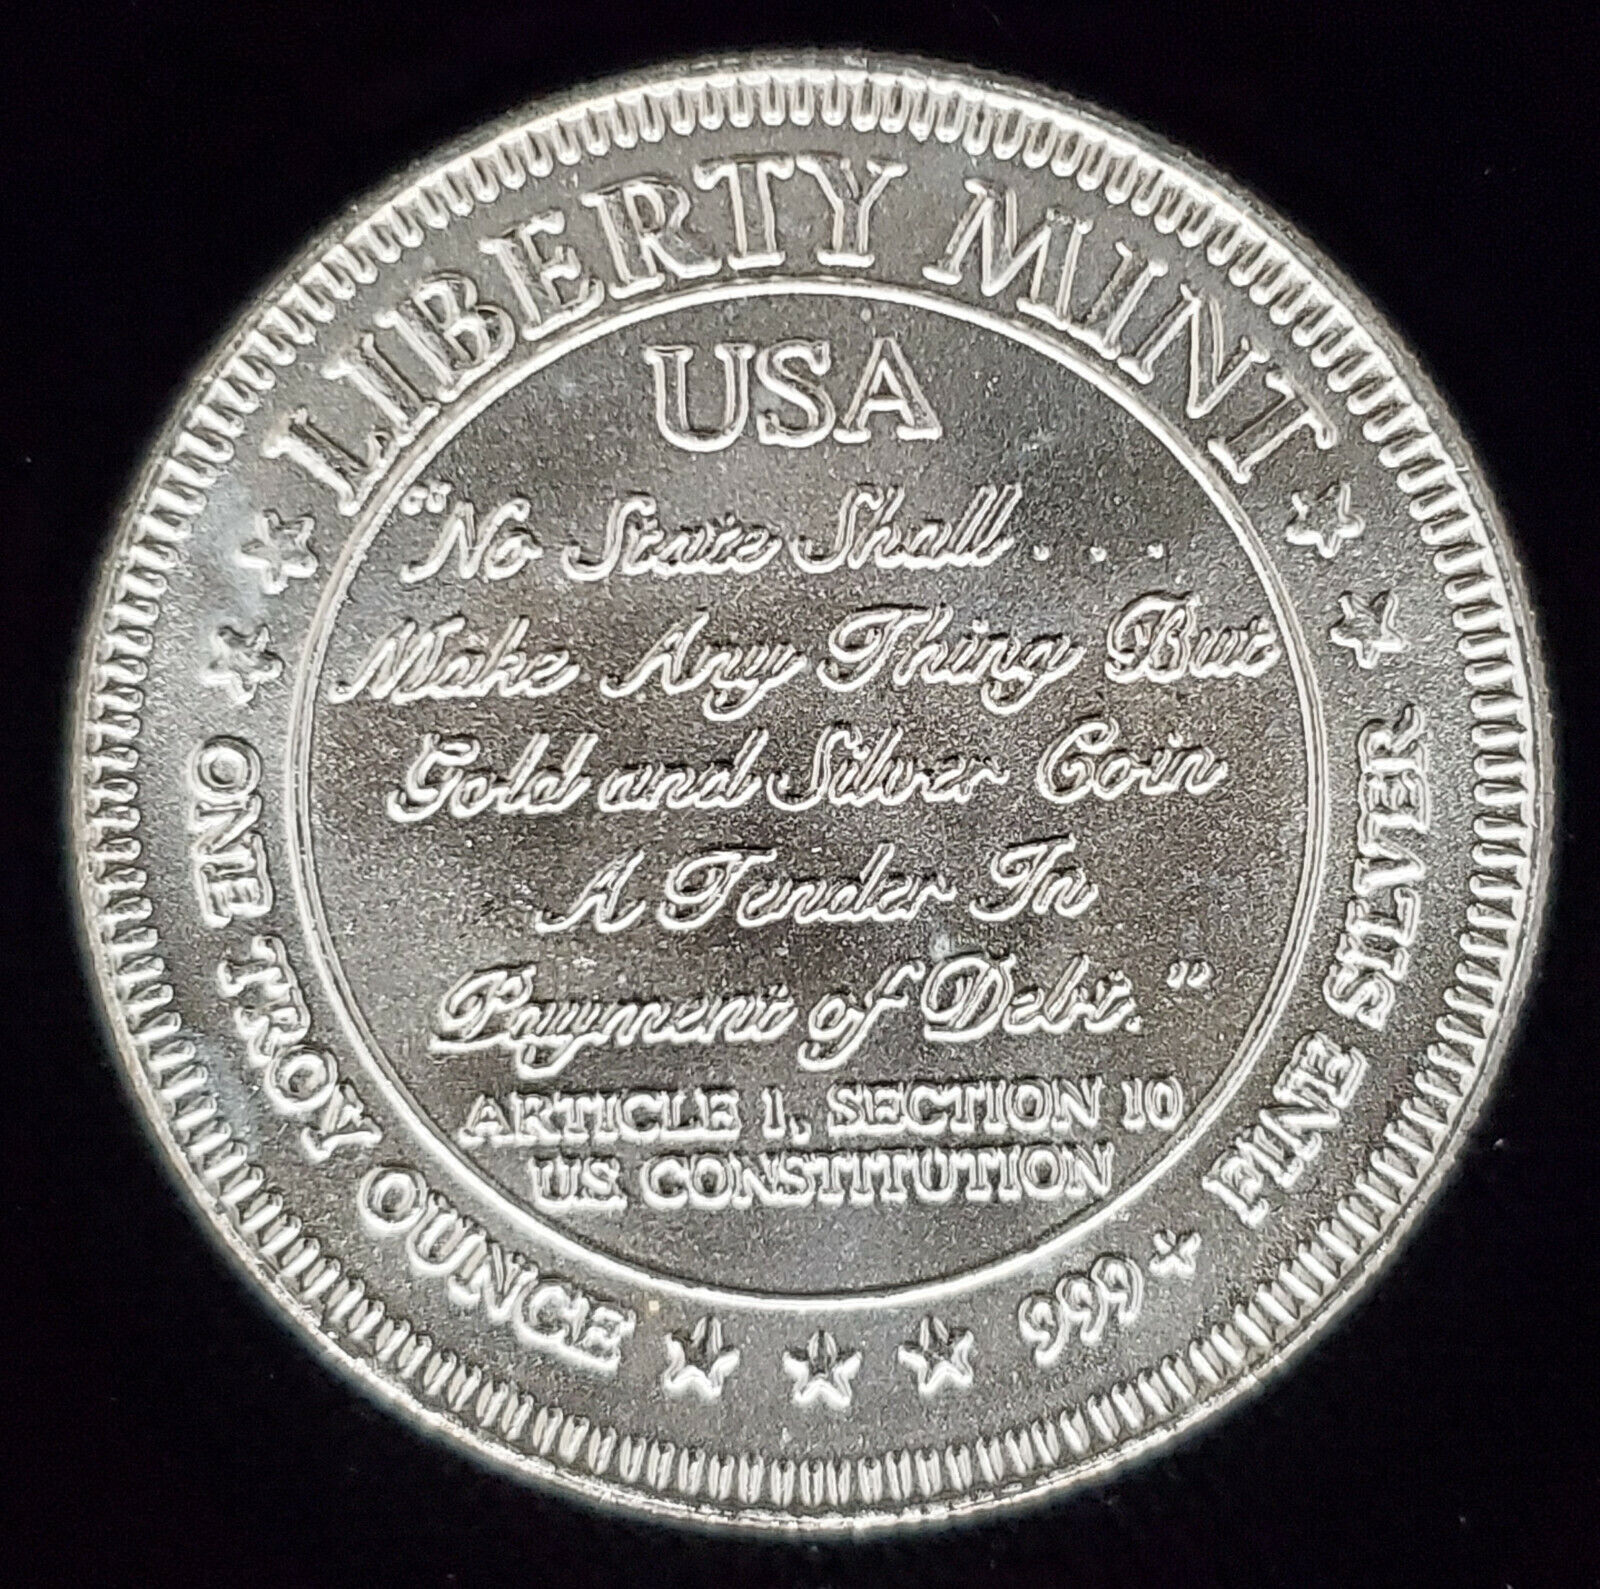 LIBERTY MINT
USA
"No State Shall . . .
Make Any Thing But
Gold and Silver Coin
A Tender In
Payment of Debt."
ARTICLE 1, SECTION 10
U.S. CONSTITUTION
ONE TROY OUNCE
999+ FINE SILVER